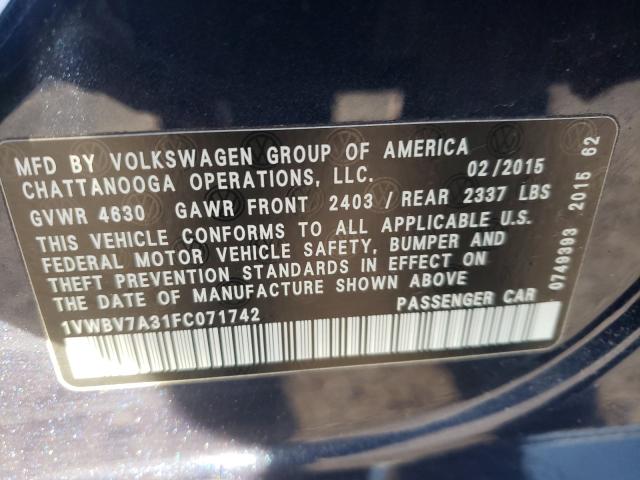 MFD BY VOLKSWAGEN GROUP OF AMERICA
CHATTANOOGA OPERATIONS, LLC. 02/2015
GVWR 4630 GAWR FRONT 2403 / REAR 2337 LBS
THIS VEHICLE CONFORMS TO ALL APPLICABLE U.S.
FEDERAL MOTOR VEHICLE SAFETY, BUMPER AND
THEFT PREVENTION STANDARDS IN EFFECT ON
THE DATE OF MANUFACTURE SHOWN ABOVE
1VWBV7A31FC071742 PASSENGER CAR
0749993 2015 62